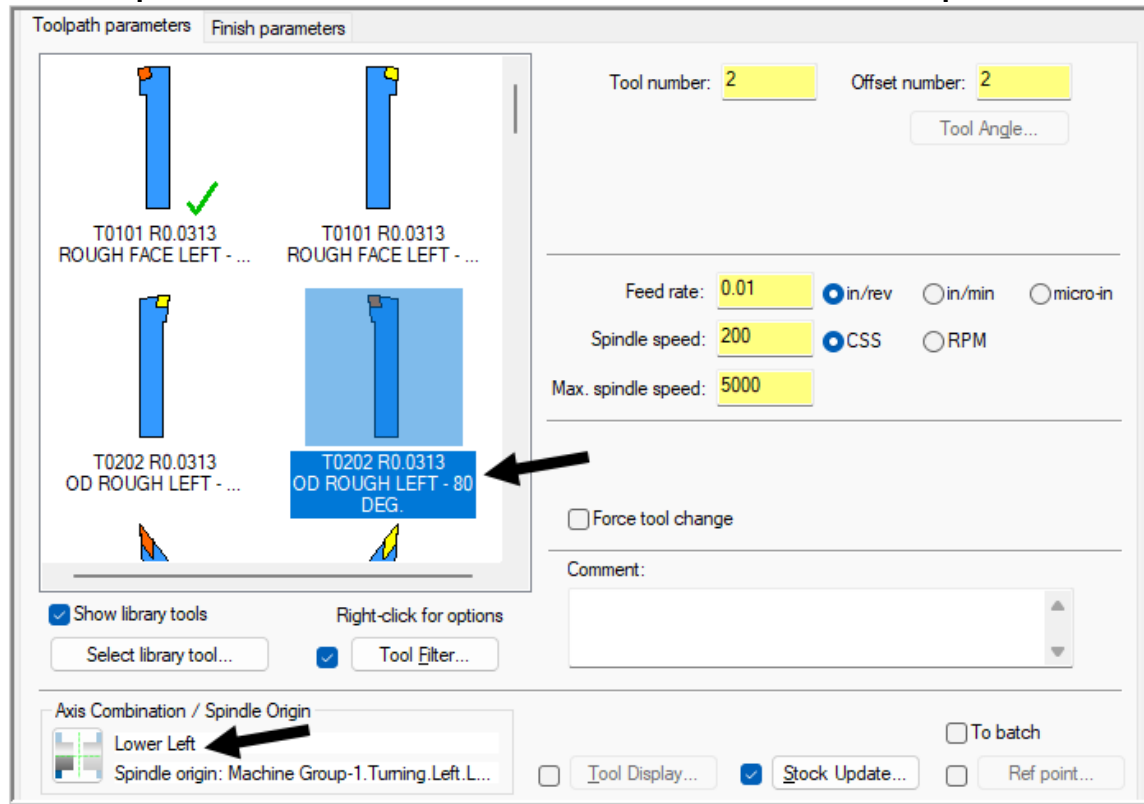 Toolpath parameters Finish parameters
Tool number: 2 Offset number: 2
Tool Angle...
T0101 R0.0313
ROUGH FACE LEFT - ...
T0101 R0.0313
ROUGH FACE LEFT - ...
Feed rate: 0.01 in/rev in/min micro-in
Spindle speed: 200 CSS RPM
Max. spindle speed: 5000
T0202 R0.0313
OD ROUGH LEFT - ...
T0202 R0.0313
OD ROUGH LEFT - 80
DEG.
Force tool change
Comment:
Show library tools Right-click for options
Select library tool... Tool Filter...
Axis Combination / Spindle Origin
Lower Left
Spindle origin: Machine Group-1.Turning.Left.L...
To batch
Tool Display... Stock Update... Ref point...